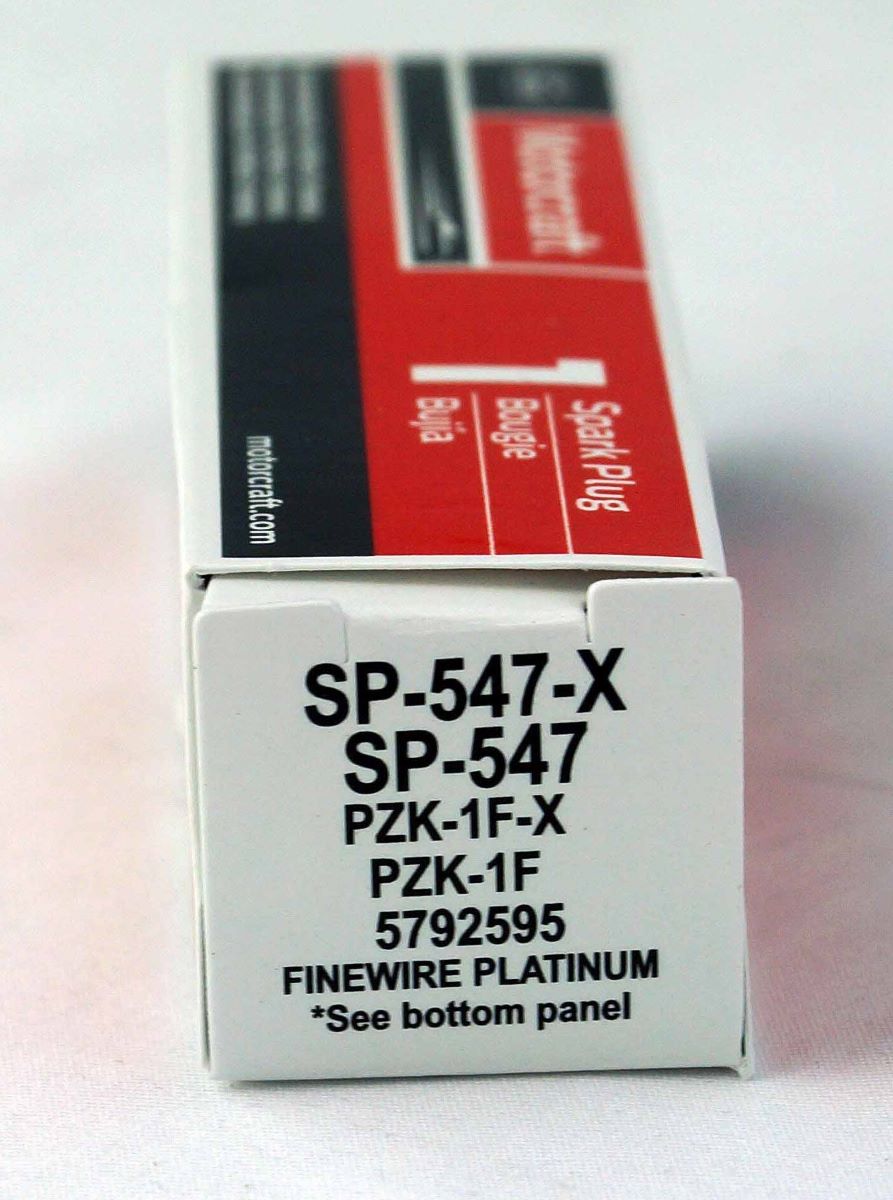 Motorcraft
1
Spark Plug
Bougie
Bujía
motorcraft.com
SP-547-X
SP-547
PZK-1F-X
PZK-1F
5792595
FINEWIRE PLATINUM
*See bottom panel